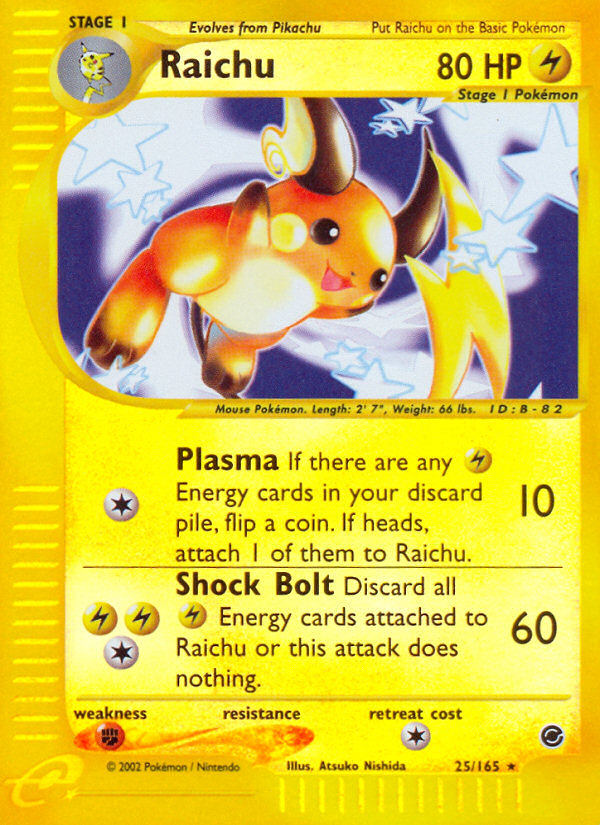 STAGE 1
Evolves from Pikachu
Put Raichu on the Basic Pokémon
Raichu
80 HP
Stage 1 Pokémon
Mouse Pokémon. Length: 2' 7", Weight: 66 lbs. ID:B-82
Plasma If there are any
Energy cards in your discard
pile, flip a coin. If heads,
attach 1 of them to Raichu.
10
Shock Bolt Discard all
Energy cards attached to
Raichu or this attack does
nothing.
60
weakness
resistance
retreat cost
© 2002 Pokémon / Nintendo
Illus. Atsuko Nishida
25/165 ★